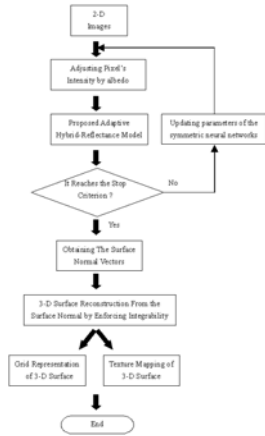 2-D
Images
Adjusting Pixel's
Intensity by albedo
Proposed Adaptive
Hybrid-Reflectance Model
Updating parameters of the
symmetric neural networks
It Reaches the Stop
Criterion ?
No
Yes
Obtaining The Surface
Normal Vectors
3-D Surface Reconstruction From the
Surface Normal by Enforcing Integrability
Grid Representation
of 3-D Surface
Texture Mapping of
3-D Surface
End